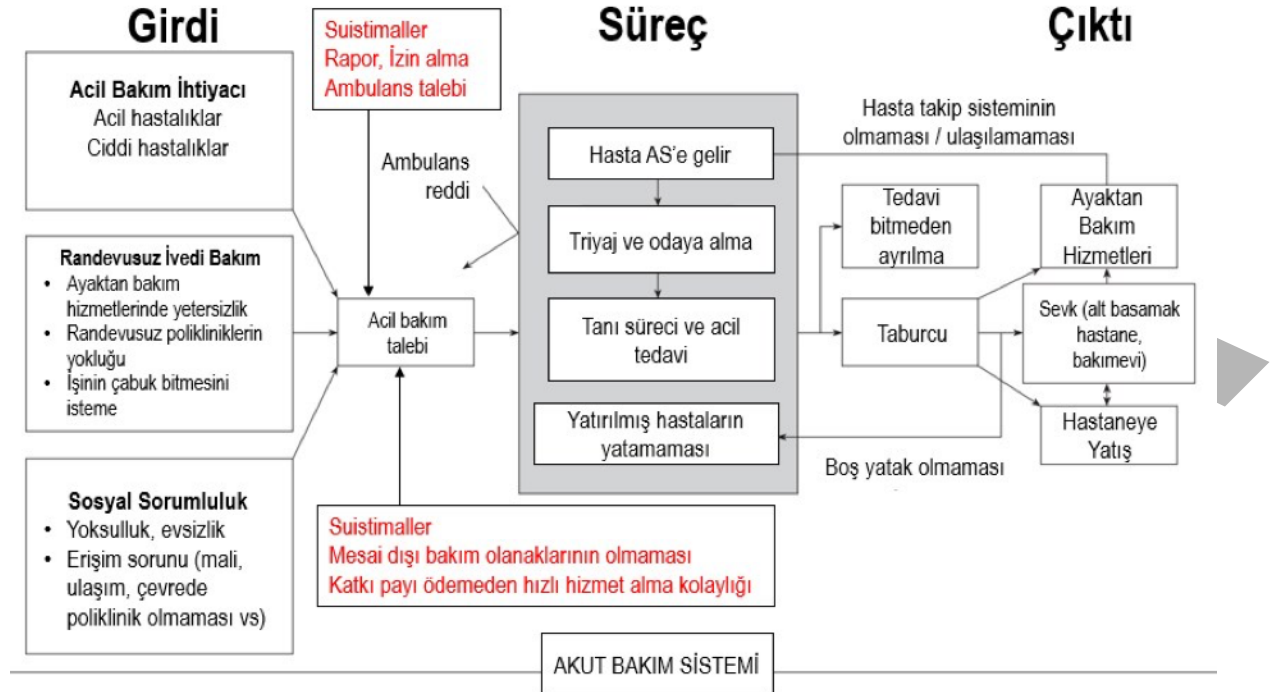 Girdi
Süreç
Çıktı
Acil Bakım İhtiyacı
Acil hastalıklar
Ciddi hastalıklar
Randevusuz İvedi Bakım
• Ayaktan bakım
hizmetlerinde yetersizlik
• Randevusuz polikliniklerin
yokluğu
• İşinin çabuk bitmesini
isteme
Sosyal Sorumluluk
• Yoksulluk, evsizlik
• Erişim sorunu (mali,
ulaşım, çevrede
poliklinik olmaması vs)
Suistimaller
Rapor, İzin alma
Ambulans talebi
Ambulans
reddi
Acil bakım
talebi
Suistimaller
Mesai dışı bakım olanaklarının olmaması
Katkı payı ödemeden hızlı hizmet alma kolaylığı
Hasta AS'e gelir
Triyaj ve odaya alma
Tanı süreci ve acil
tedavi
Yatırılmış hastaların
yatamaması
Hasta takip sisteminin
olmaması / ulaşılamaması
Tedavi
bitmeden
ayrılma
Taburcu
Ayaktan
Bakım
Hizmetleri
Sevk (alt basamak
hastane,
bakımevi)
Hastaneye
Yatış
Boş yatak olmaması
AKUT BAKIM SİSTEMİ